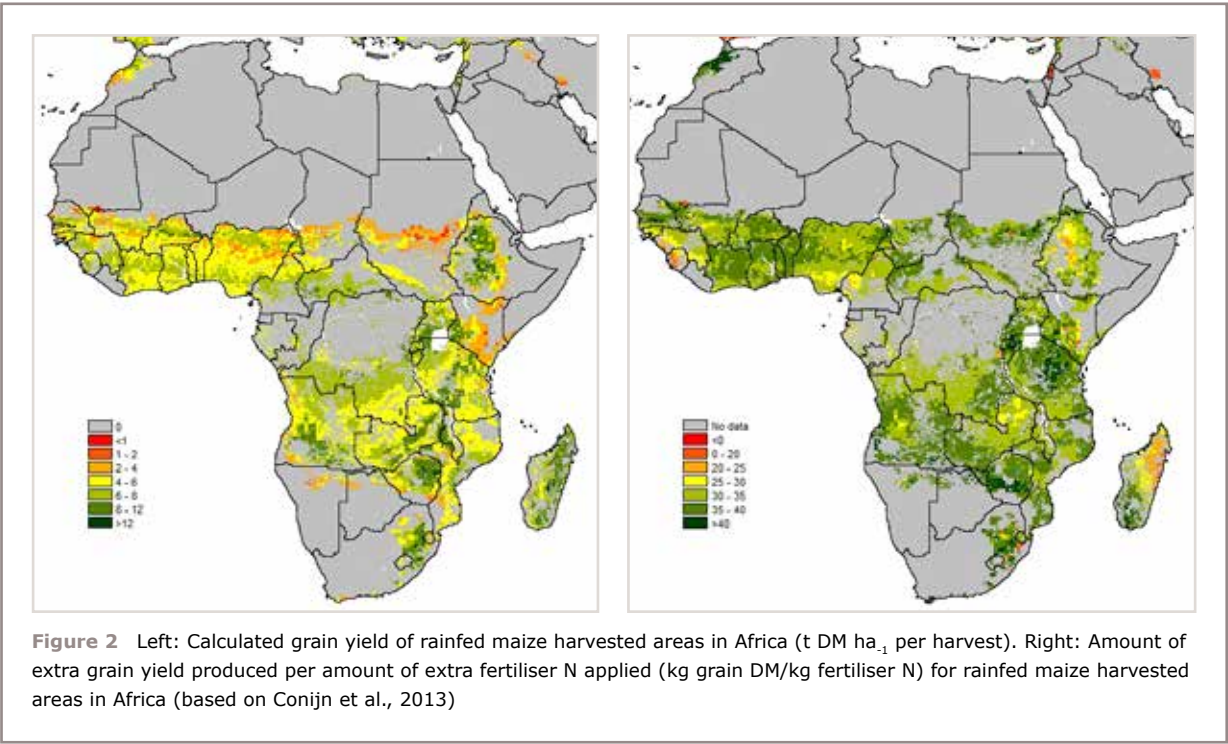 0
<1
1 - 2
2 - 4
4 - 6
6 - 8
8 - 12
>12
No data
<0
0 - 20
20 - 25
25 - 30
30 - 35
35 - 40
>40
Figure 2 Left: Calculated grain yield of rainfed maize harvested areas in Africa (t DM ha-1 per harvest). Right: Amount of
extra grain yield produced per amount of extra fertiliser N applied (kg grain DM/kg fertiliser N) for rainfed maize harvested
areas in Africa (based on Conijn et al., 2013)